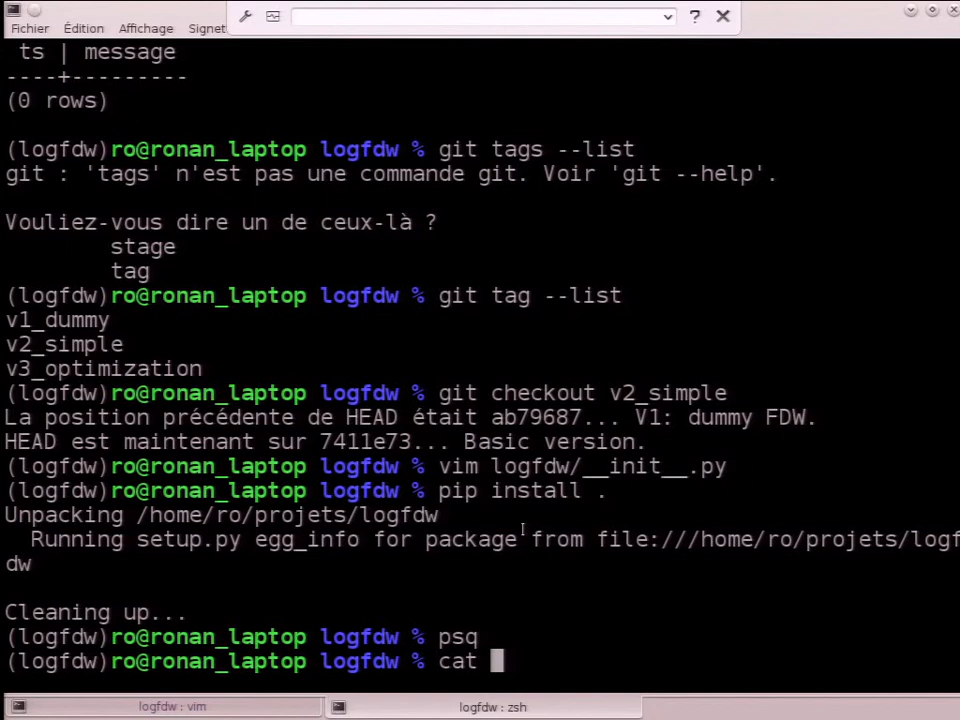 Fichier Édition Affichage Signet
ts | message
----+---------
(0 rows)
(logfdw)ro@ronan_laptop logfdw % git tags --list
git : 'tags' n'est pas une commande git. Voir 'git --help'.
Vouliez-vous dire un de ceux-là ?
stage
tag
(logfdw)ro@ronan_laptop logfdw % git tag --list
v1_dummy
v2_simple
v3_optimization
(logfdw)ro@ronan_laptop logfdw % git checkout v2_simple
La position précédente de HEAD était ab79687... V1: dummy FDW.
HEAD est maintenant sur 7411e73... Basic version.
(logfdw)ro@ronan_laptop logfdw % vim logfdw/__init__.py
(logfdw)ro@ronan_laptop logfdw % pip install .
Unpacking /home/ro/projets/logfdw
Running setup.py egg_info for package from file:///home/ro/projets/logf
dw
Cleaning up...
(logfdw)ro@ronan_laptop logfdw % psq
(logfdw)ro@ronan_laptop logfdw % cat
logfdw : vim
logfdw : zsh